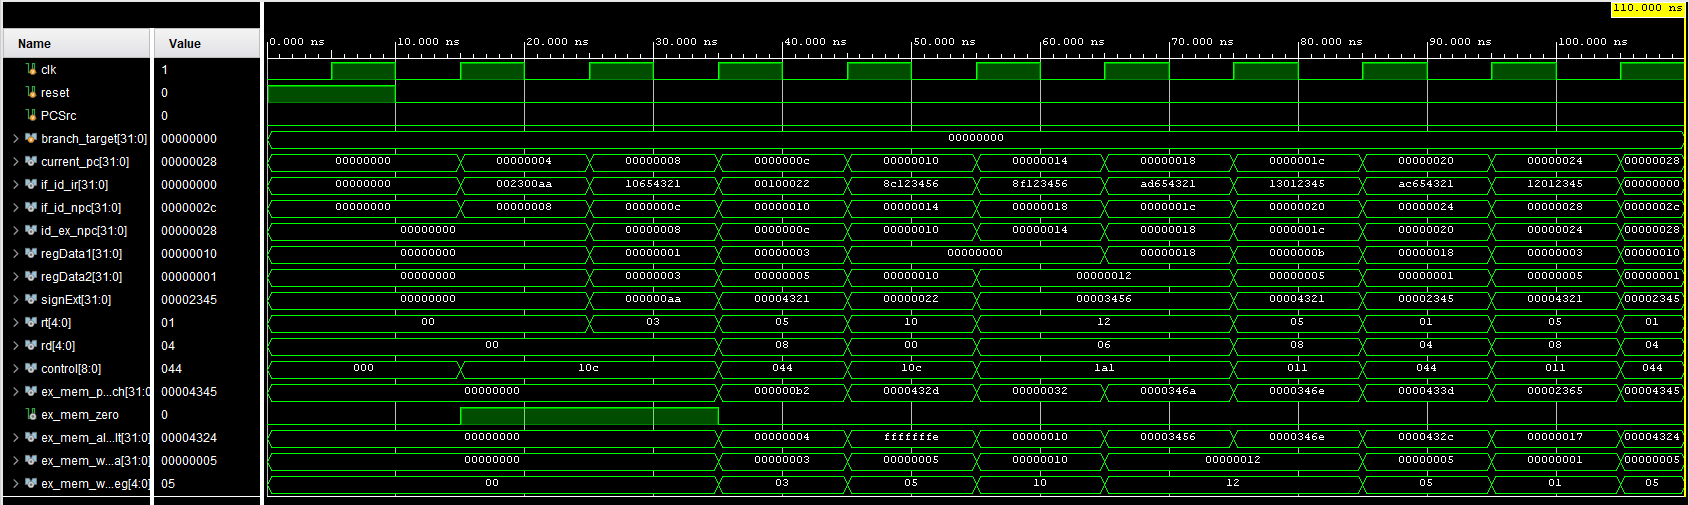 110.000 ns
Name Value
0.000 ns 10.000 ns 20.000 ns 30.000 ns 40.000 ns 50.000 ns 60.000 ns 70.000 ns 80.000 ns 90.000 ns 100.000 ns
clk 1
reset 0
PCSrc 0
branch_target[31:0] 00000000 00000000
current_pc[31:0] 00000028 00000000 00000004 00000008 0000000c 00000010 00000014 00000018 0000001c 00000020 00000024 00000028
if_id_ir[31:0] 00000000 00000000 002300aa 10654321 00100022 8c123456 8f123456 ad654321 13012345 ac654321 12012345 00000000
if_id_npc[31:0] 0000002c 00000000 00000008 0000000c 00000010 00000014 00000018 0000001c 00000020 00000024 00000028 0000002c
id_ex_npc[31:0] 00000028 00000000 00000008 0000000c 00000010 00000014 00000018 0000001c 00000020 00000024 00000028
regData1[31:0] 00000010 00000000 00000001 00000003 00000000 00000018 0000000b 00000018 00000003 00000010
regData2[31:0] 00000001 00000000 00000003 00000005 00000010 00000012 00000005 00000001 00000005 00000001
signExt[31:0] 00002345 00000000 000000aa 00004321 00000022 00003456 00004321 00002345 00004321 00002345
rt[4:0] 01 00 03 05 10 12 05 01 05 01
rd[4:0] 04 00 08 00 06 08 04 08 04
control[8:0] 044 000 10c 044 10c 1a1 011 044 011 044
ex_mem_p...ch[31:0] 00004345 00000000 000000b2 0000432d 00000032 0000346a 0000346e 0000433d 00002365 00004345
ex_mem_zero 0
ex_mem_al...lt[31:0] 00004324 00000000 00000004 fffffffe 00000010 00003456 0000346e 0000432c 00000017 00004324
ex_mem_w...a[31:0] 00000005 00000000 00000003 00000005 00000010 00000012 00000005 00000001 00000005
ex_mem_w...eg[4:0] 05 00 03 05 10 12 05 01 05